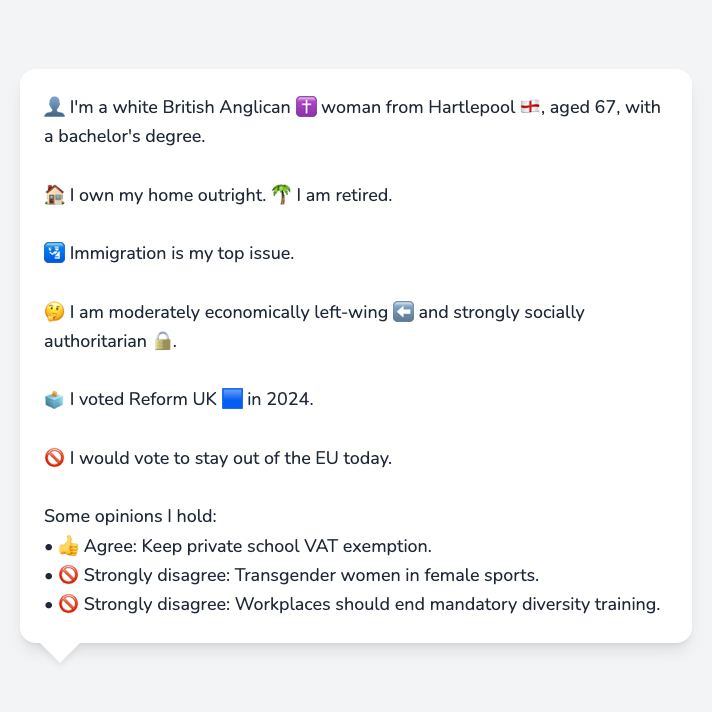 👤 I'm a white British Anglican ✝️ woman from Hartlepool 🏴󠁧󠁢󠁥󠁮󠁧󠁿, aged 67, with
a bachelor's degree.
🏠 I own my home outright. 🌴 I am retired.
🛂 Immigration is my top issue.
🤔 I am moderately economically left-wing ⬅️ and strongly socially
authoritarian 🔒.
🗳️ I voted Reform UK 🟦 in 2024.
🚫 I would vote to stay out of the EU today.
Some opinions I hold:
• 👍 Agree: Keep private school VAT exemption.
• 🚫 Strongly disagree: Transgender women in female sports.
• 🚫 Strongly disagree: Workplaces should end mandatory diversity training.